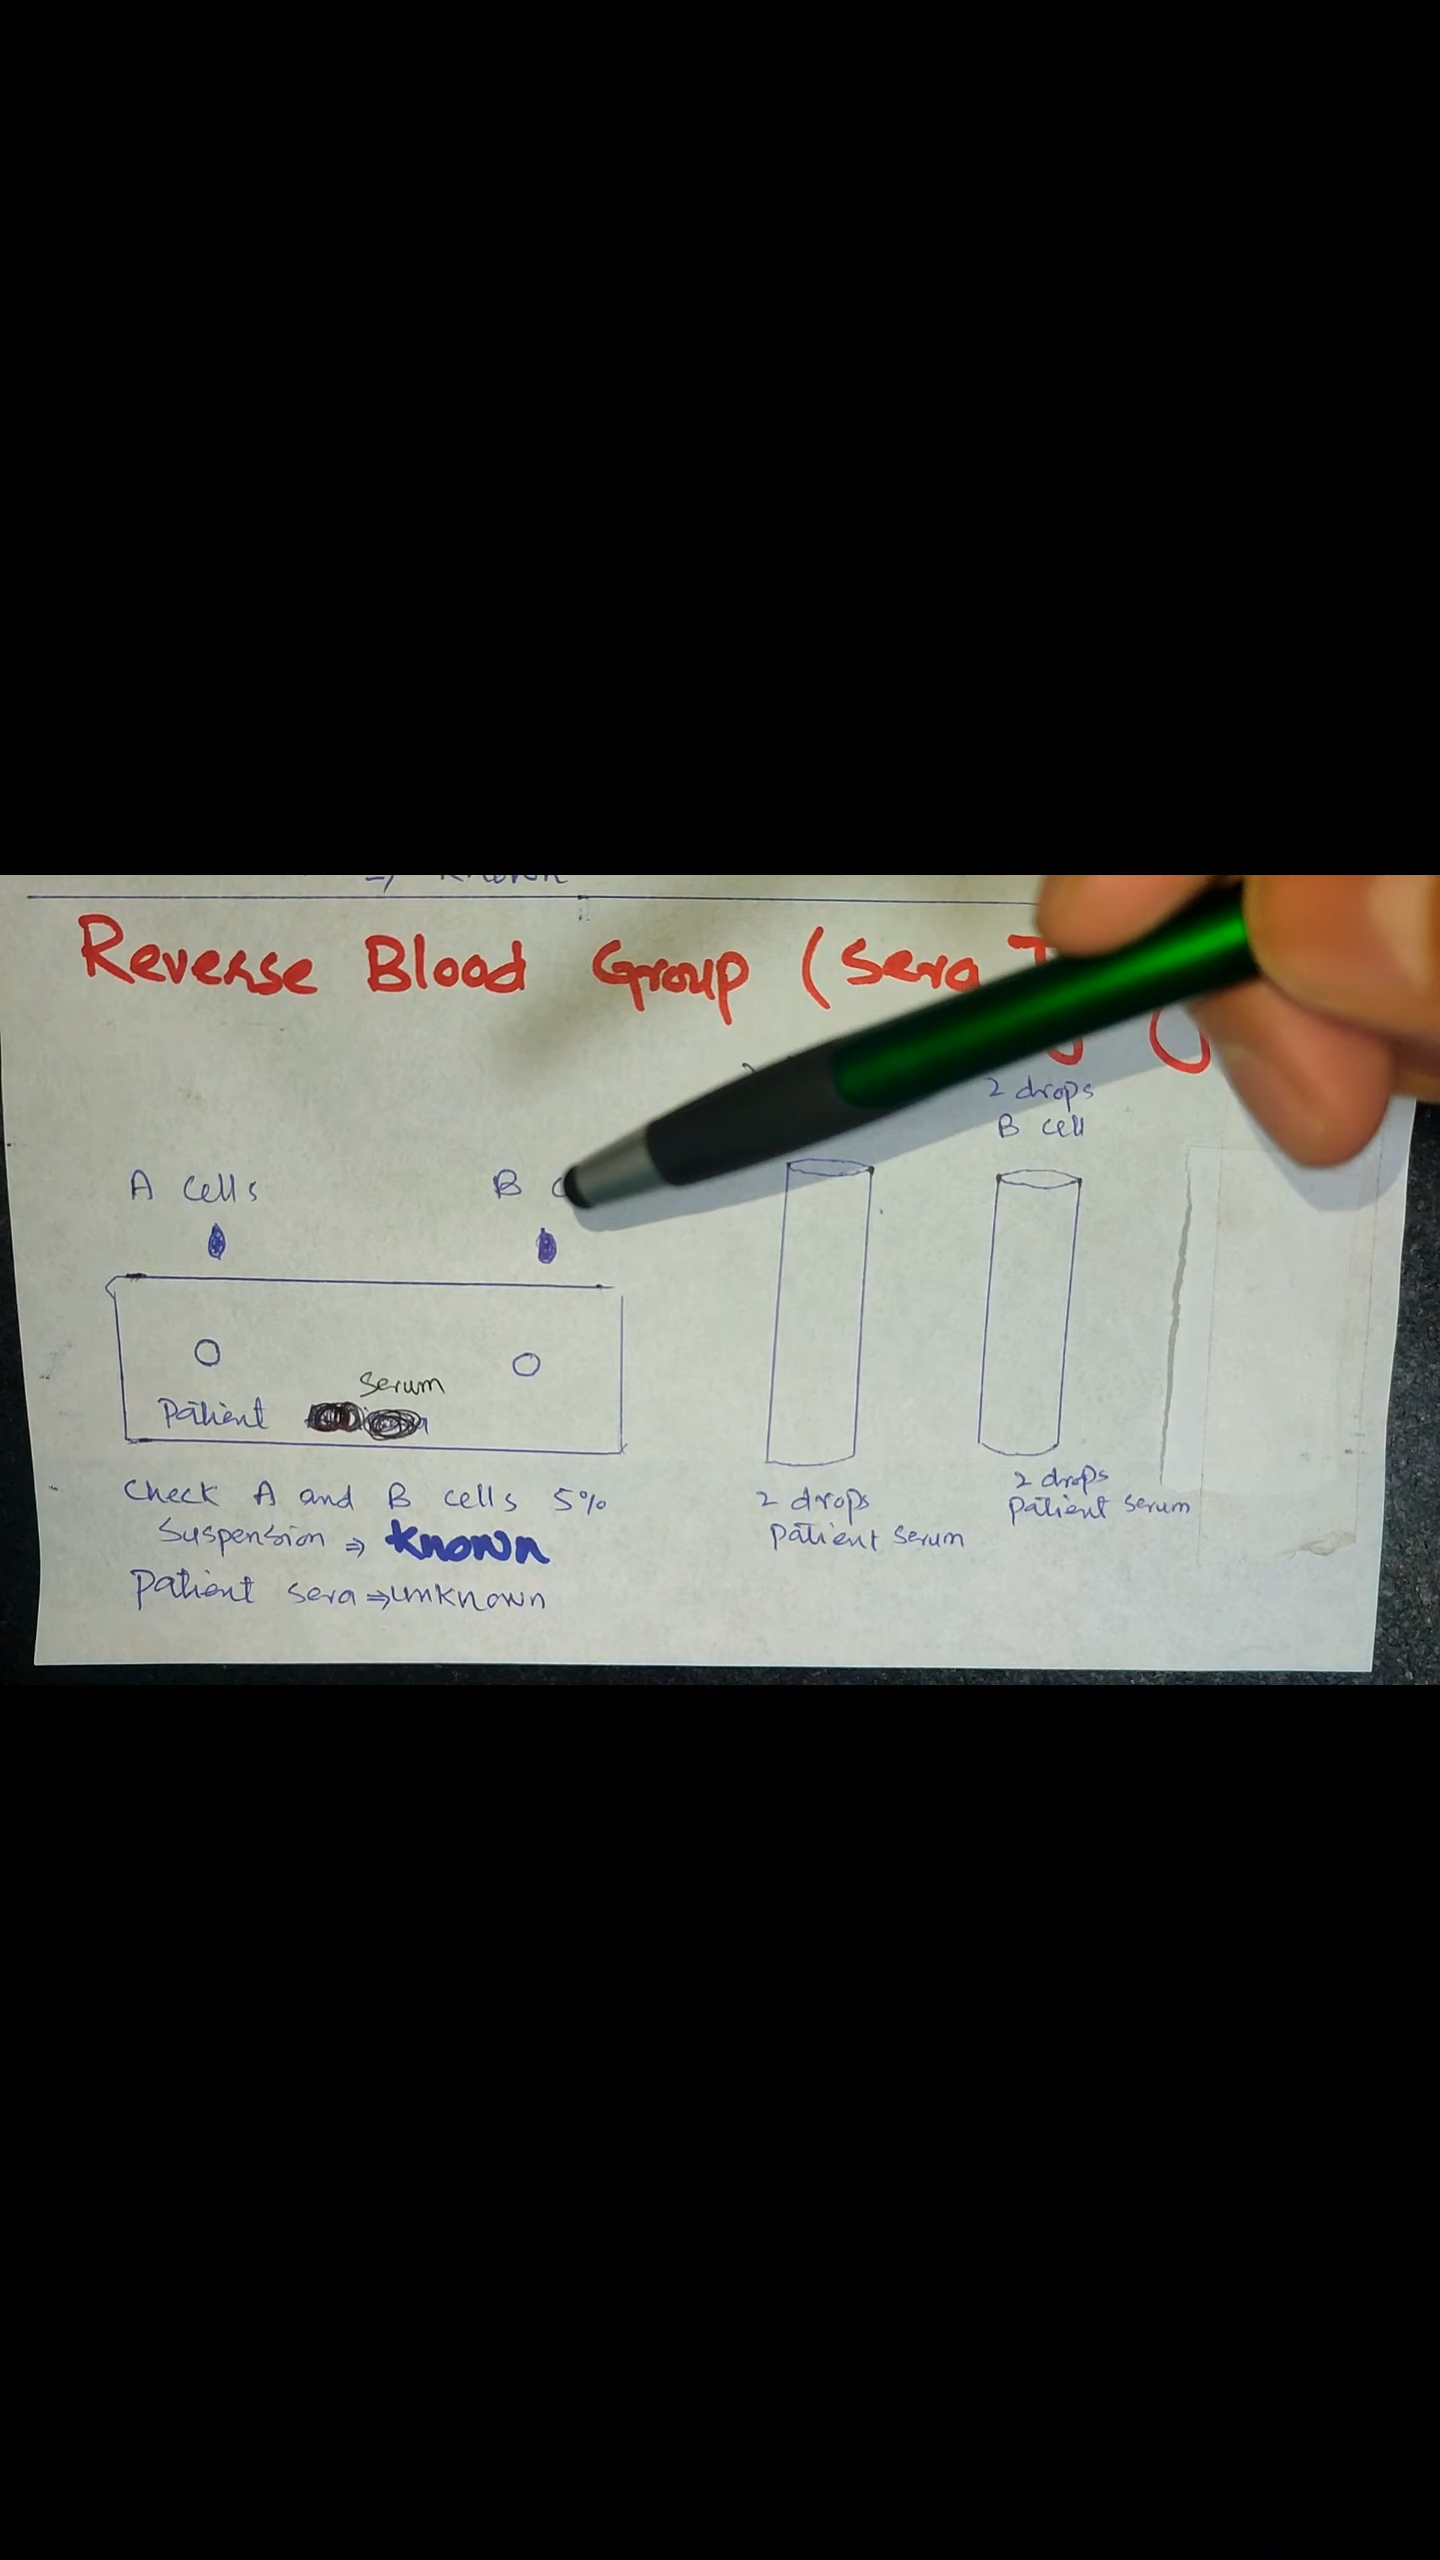 Known
Reverse Blood Group (Sera
2 drops
B cell
A cells
B
Serum
Patient
Check A and B cells 5%
Suspension ⇒ Known
Patient sera ⇒ unknown
2 drops
Patient Serum
2 drops
Patient Serum